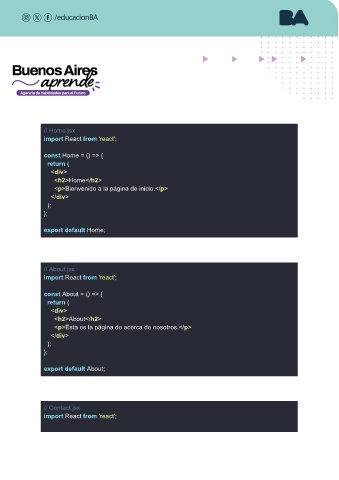 /educacionBA
BA
Buenos Aires
aprende
Agencia de Habilidades para el Futuro
// Home.jsx
import React from 'react';
const Home = () => {
return (
<div>
<h2>Home</h2>
<p>Bienvenido a la página de inicio.</p>
</div>
);
};
export default Home;
// About.jsx
import React from 'react';
const About = () => {
return (
<div>
<h2>About</h2>
<p>Esta es la página de acerca de nosotros.</p>
</div>
);
};
export default About;
// Contact.jsx
import React from 'react';